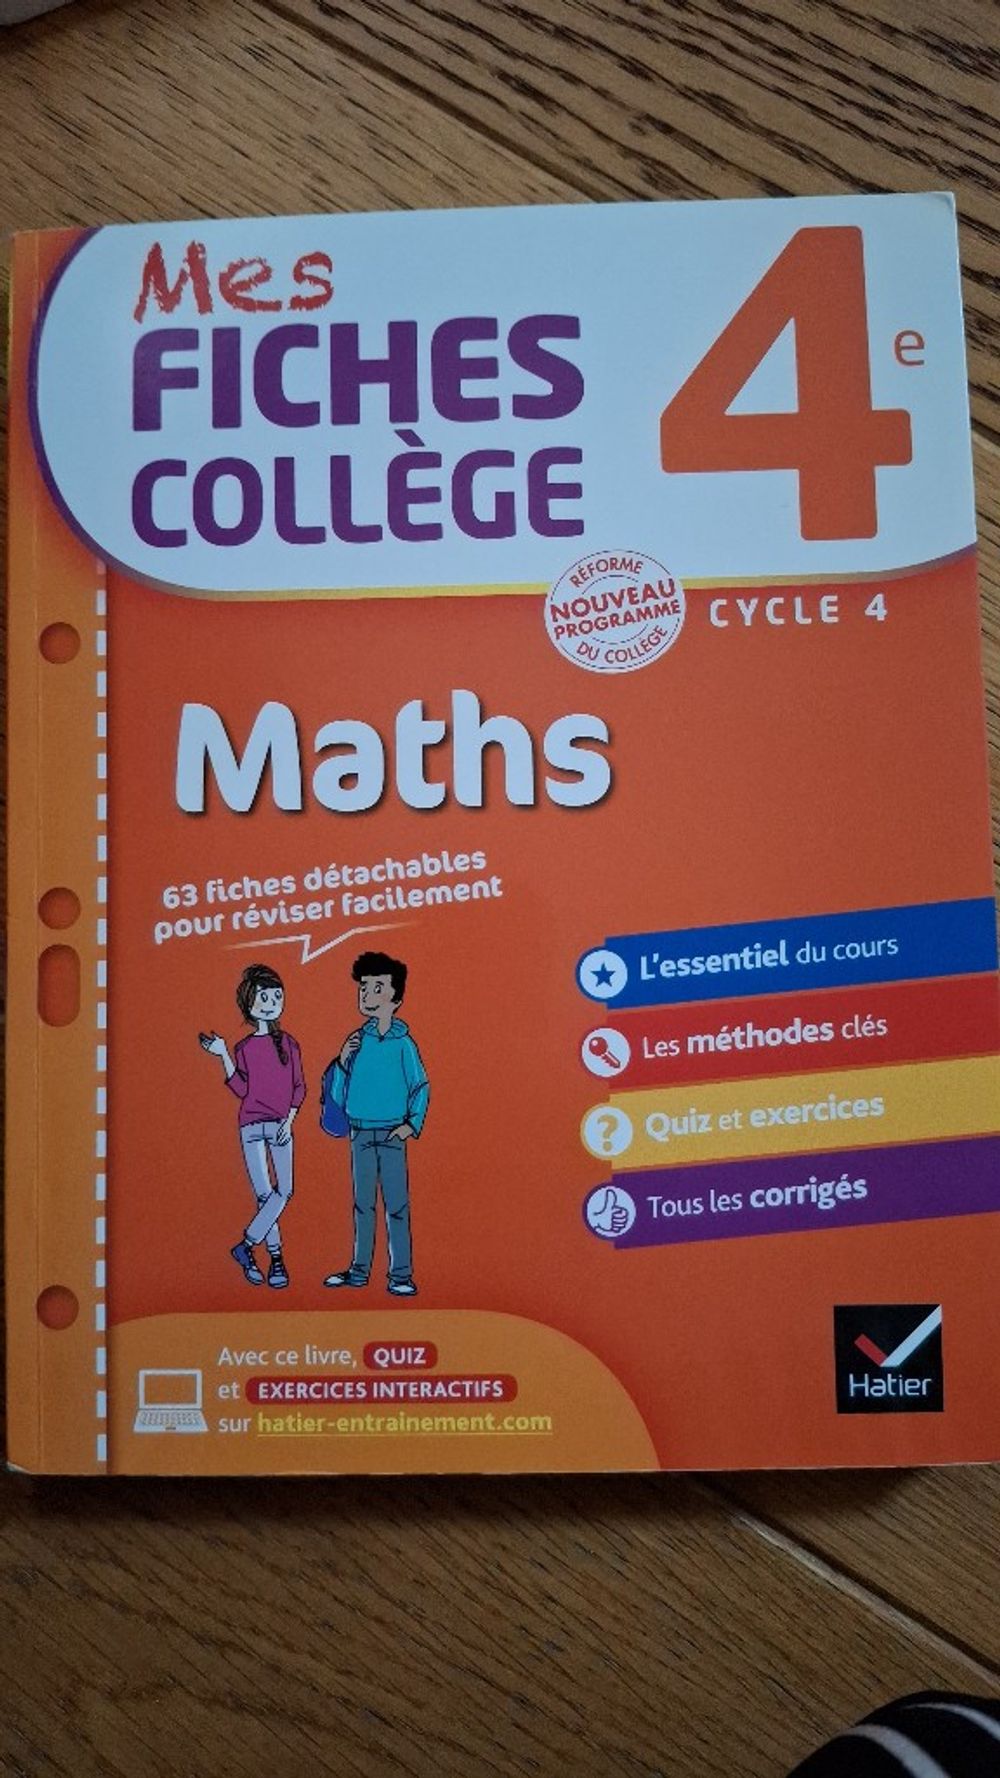 Mes
FICHES
COLLÈGE
4e
RÉFORME
NOUVEAU
PROGRAMME
DU COLLÈGE
CYCLE 4
Maths
63 fiches détachables
pour réviser facilement
L'essentiel du cours
Les méthodes clés
? Quiz et exercices
Tous les corrigés
Avec ce livre, QUIZ
et EXERCICES INTERACTIFS
sur hatier-entrainement.com
Hatier